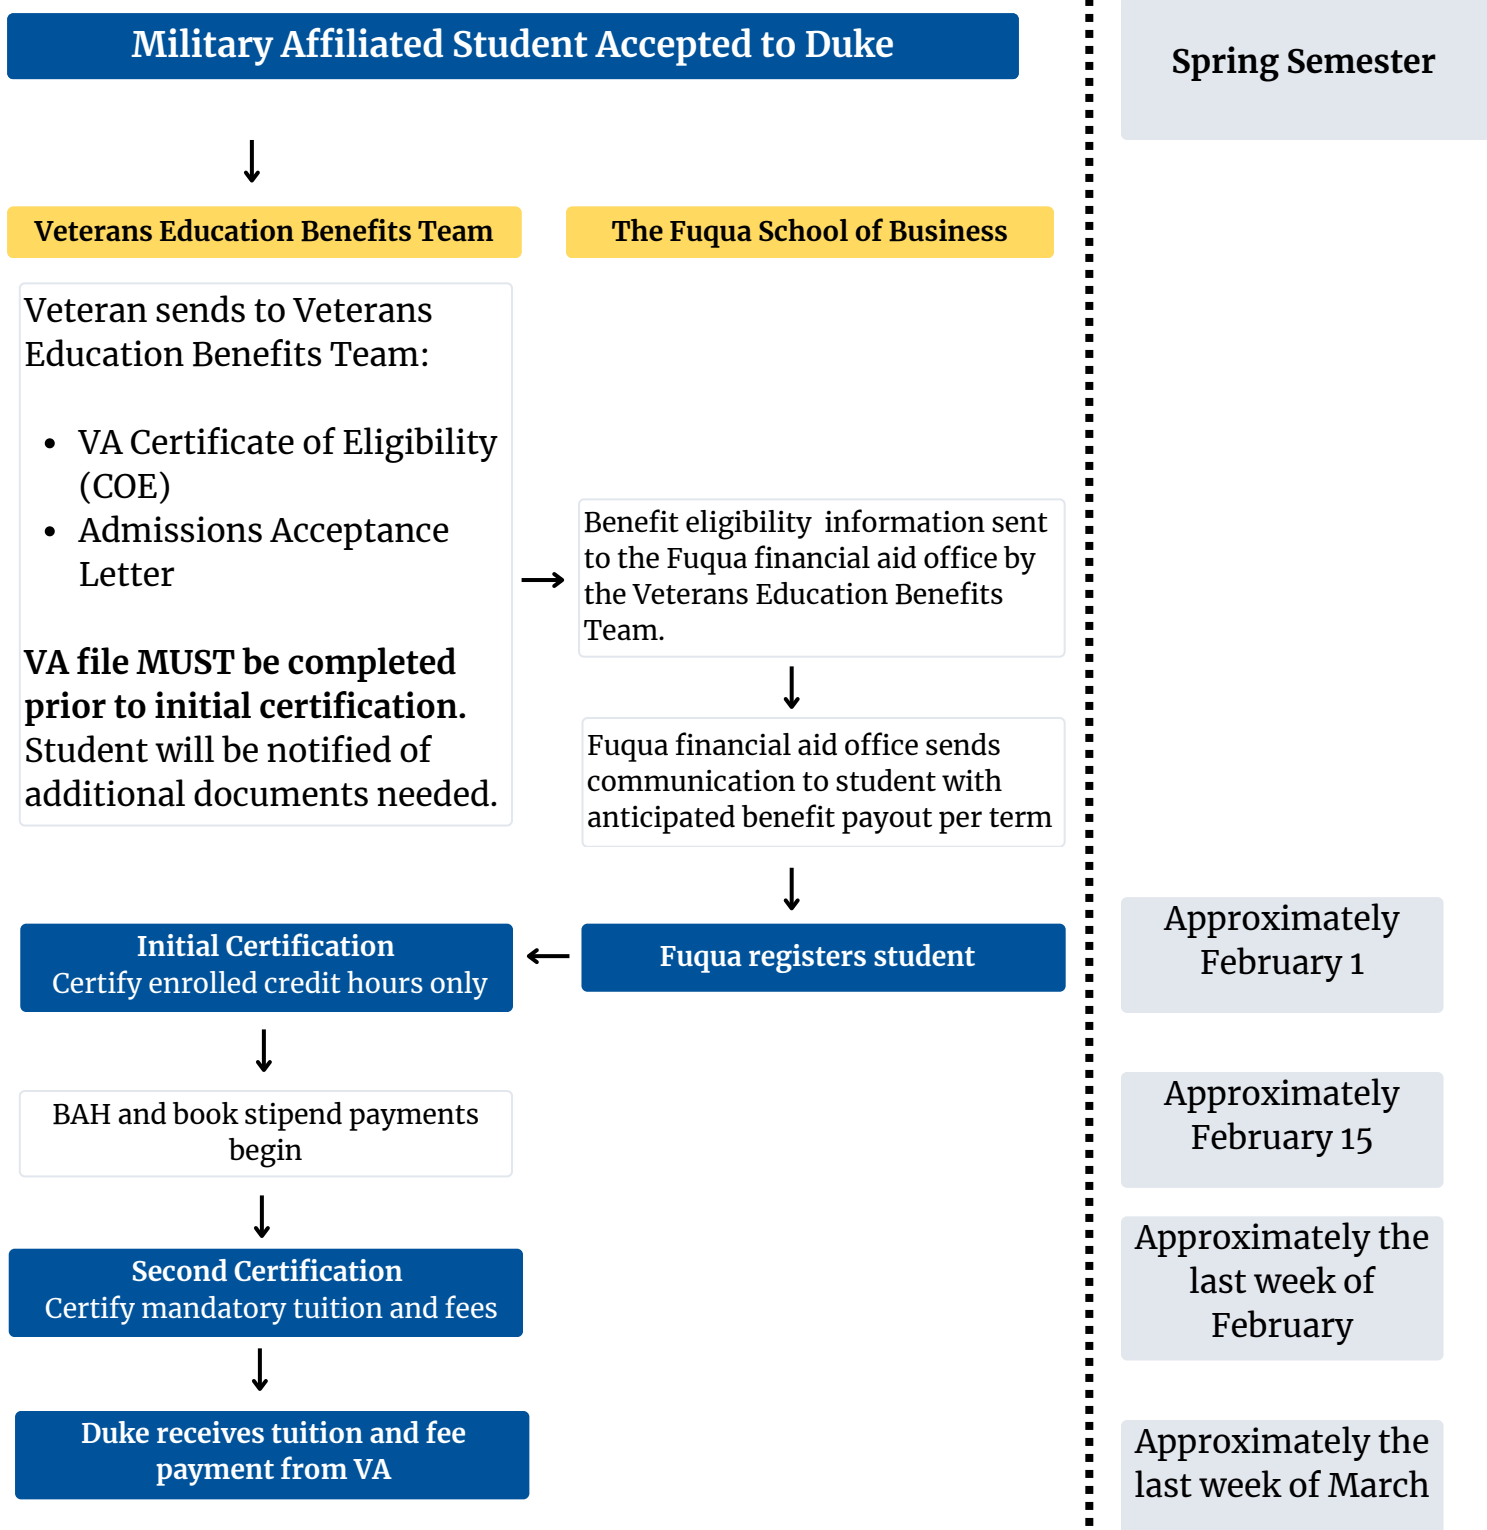 Military Affiliated Student Accepted to Duke
Spring Semester
Veterans Education Benefits Team
The Fuqua School of Business
Veteran sends to Veterans
Education Benefits Team:
• VA Certificate of Eligibility
(COE)
• Admissions Acceptance
Letter
VA file MUST be completed
prior to initial certification.
Student will be notified of
additional documents needed.
Benefit eligibility information sent
to the Fuqua financial aid office by
the Veterans Education Benefits
Team.
Fuqua financial aid office sends
communication to student with
anticipated benefit payout per term
Fuqua registers student
Initial Certification
Certify enrolled credit hours only
Approximately
February 1
BAH and book stipend payments
begin
Approximately
February 15
Second Certification
Certify mandatory tuition and fees
Approximately the
last week of
February
Duke receives tuition and fee
payment from VA
Approximately the
last week of March